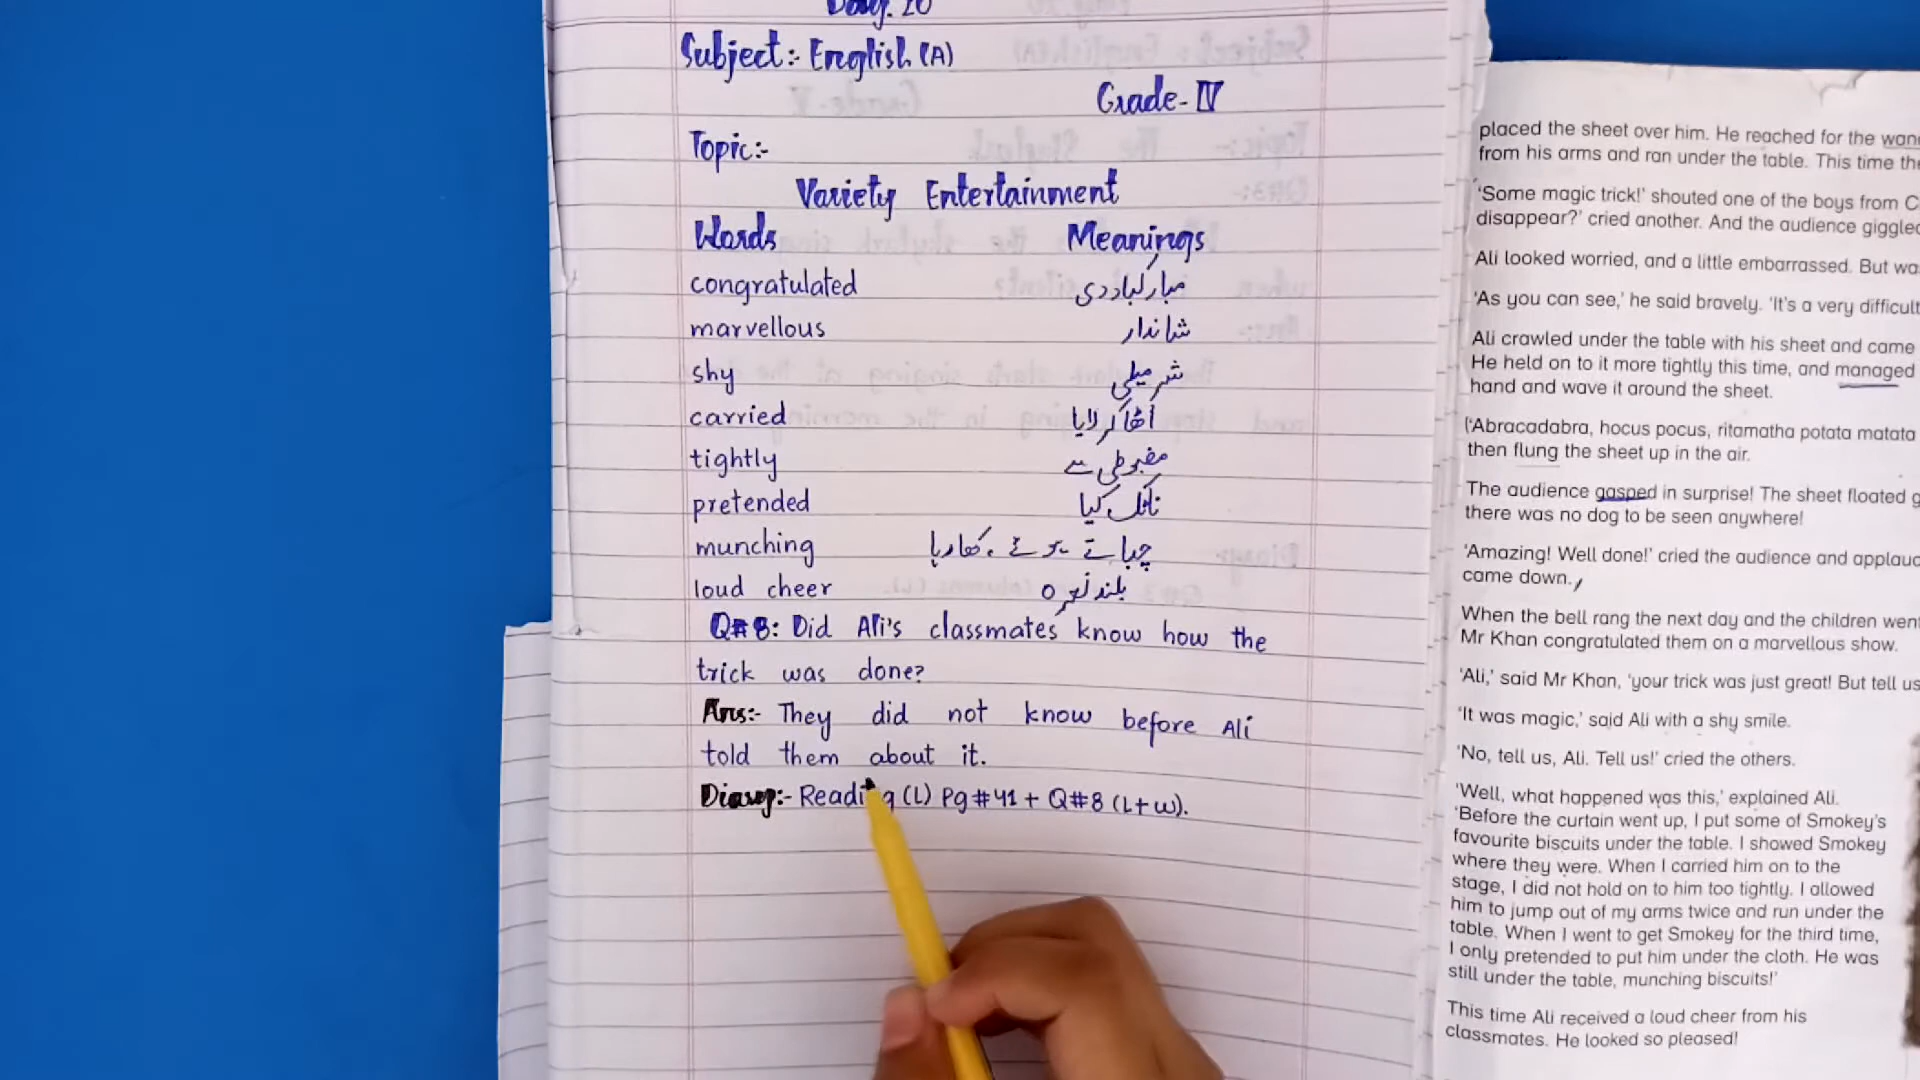 Day. 20
Subject:- English (A)
Grade-IV
Topic:-
Variety Entertainment
Words Meanings
congratulated مبارکباد دی
marvellous شاندار
shy شرمیلی
carried اٹھا کر لایا
tightly مضبوطی سے
pretended ناٹک کیا
munching چباتے ہوئے ، کھا رہا
loud cheer بلند نعرہ
Q#8: Did Ali's classmates know how the
trick was done?
Ans:- They did not know before Ali
told them about it.
Diary:- Reading (L) Pg#41 + Q#8 (L+w).
placed the sheet over him. He reached for the
from his arms and ran under the table. This time
'Some magic trick!' shouted one of the boys from
disappear?' cried another. And the audience
Ali looked worried, and a little embarrassed. But
'As you can see,' he said bravely. 'It's a very difficult
Ali crawled under the table with his sheet and came
He held on to it more tightly this time, and managed
hand and wave it around the sheet.
('Abracadabra, hocus pocus, ritamatha potata matata
then flung the sheet up in the air.
The audience gasped in surprise! The sheet floated
there was no dog to be seen anywhere!
'Amazing! Well done!' cried the audience and
came down.
When the bell rang the next day and the children went
Mr Khan congratulated them on a marvellous show.
'Ali,' said Mr Khan, 'your trick was just great! But tell us
'It was magic,' said Ali with a shy smile.
'No, tell us, Ali. Tell us!' cried the others.
'Well, what happened was this,' explained Ali.
'Before the curtain went up, I put some of Smokey's
favourite biscuits under the table. I showed Smokey
where they were. When I carried him on to the
stage, I did not hold on to him too tightly. I allowed
him to jump out of my arms twice and run under the
table. When I went to get Smokey for the third time,
I only pretended to put him under the cloth. He was
still under the table, munching biscuits!'
This time Ali received a loud cheer from his
classmates. He looked so pleased!